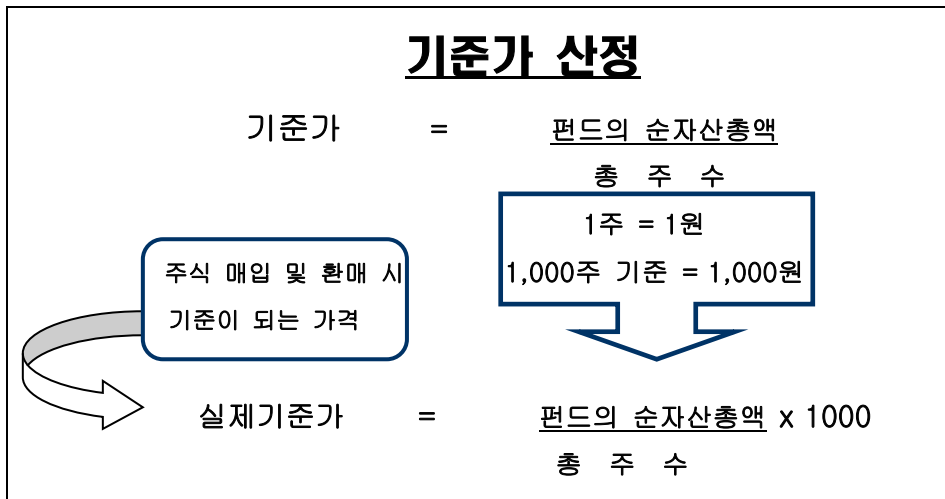 기준가 산정
기준가 = 펀드의 순자산총액
총 주 수
1주 = 1원
1,000주 기준 = 1,000원
주식 매입 및 환매 시
기준이 되는 가격
실제기준가 = 펀드의 순자산총액 x 1000
총 주 수